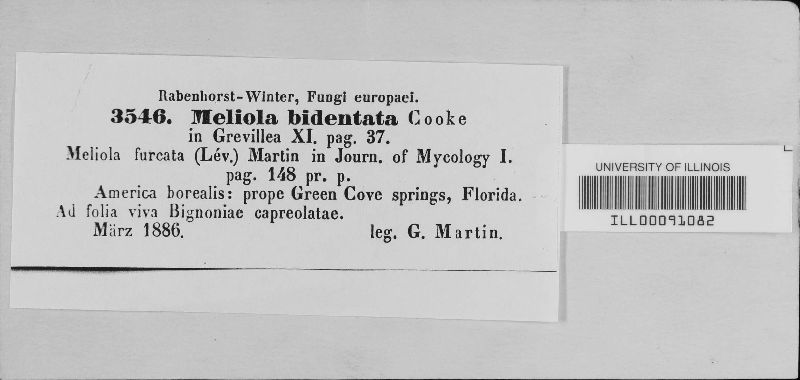 Rabenhorst-Winter, Fungi europaei.
3546. Meliola bidentata Cooke
in Grevillea XI. pag. 37.
Meliola furcata (Lév.) Martin in Journ. of Mycology I.
pag. 148 pr. p.
America borealis: prope Green Cove springs, Florida.
Ad folia viva Bignoniae capreolatae.
März 1886. leg. G. Martin.
UNIVERSITY OF ILLINOIS
ILL00091082